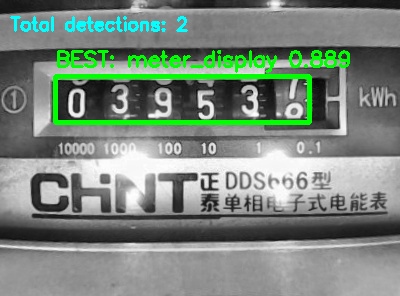 Total detections: 2
BEST: meter_display 0.889
① 0 3 9 5 3 kWh
10000 1000 100 10 1 0.1
CHNT 正泰 DDS666型
单相电子式电能表